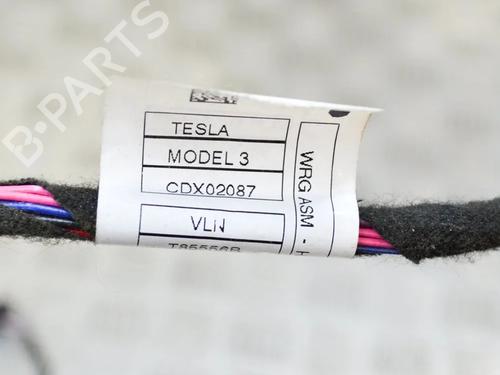 B-PARTS
TESLA
MODEL 3
CDX02087
VLN
WRG ASM - H